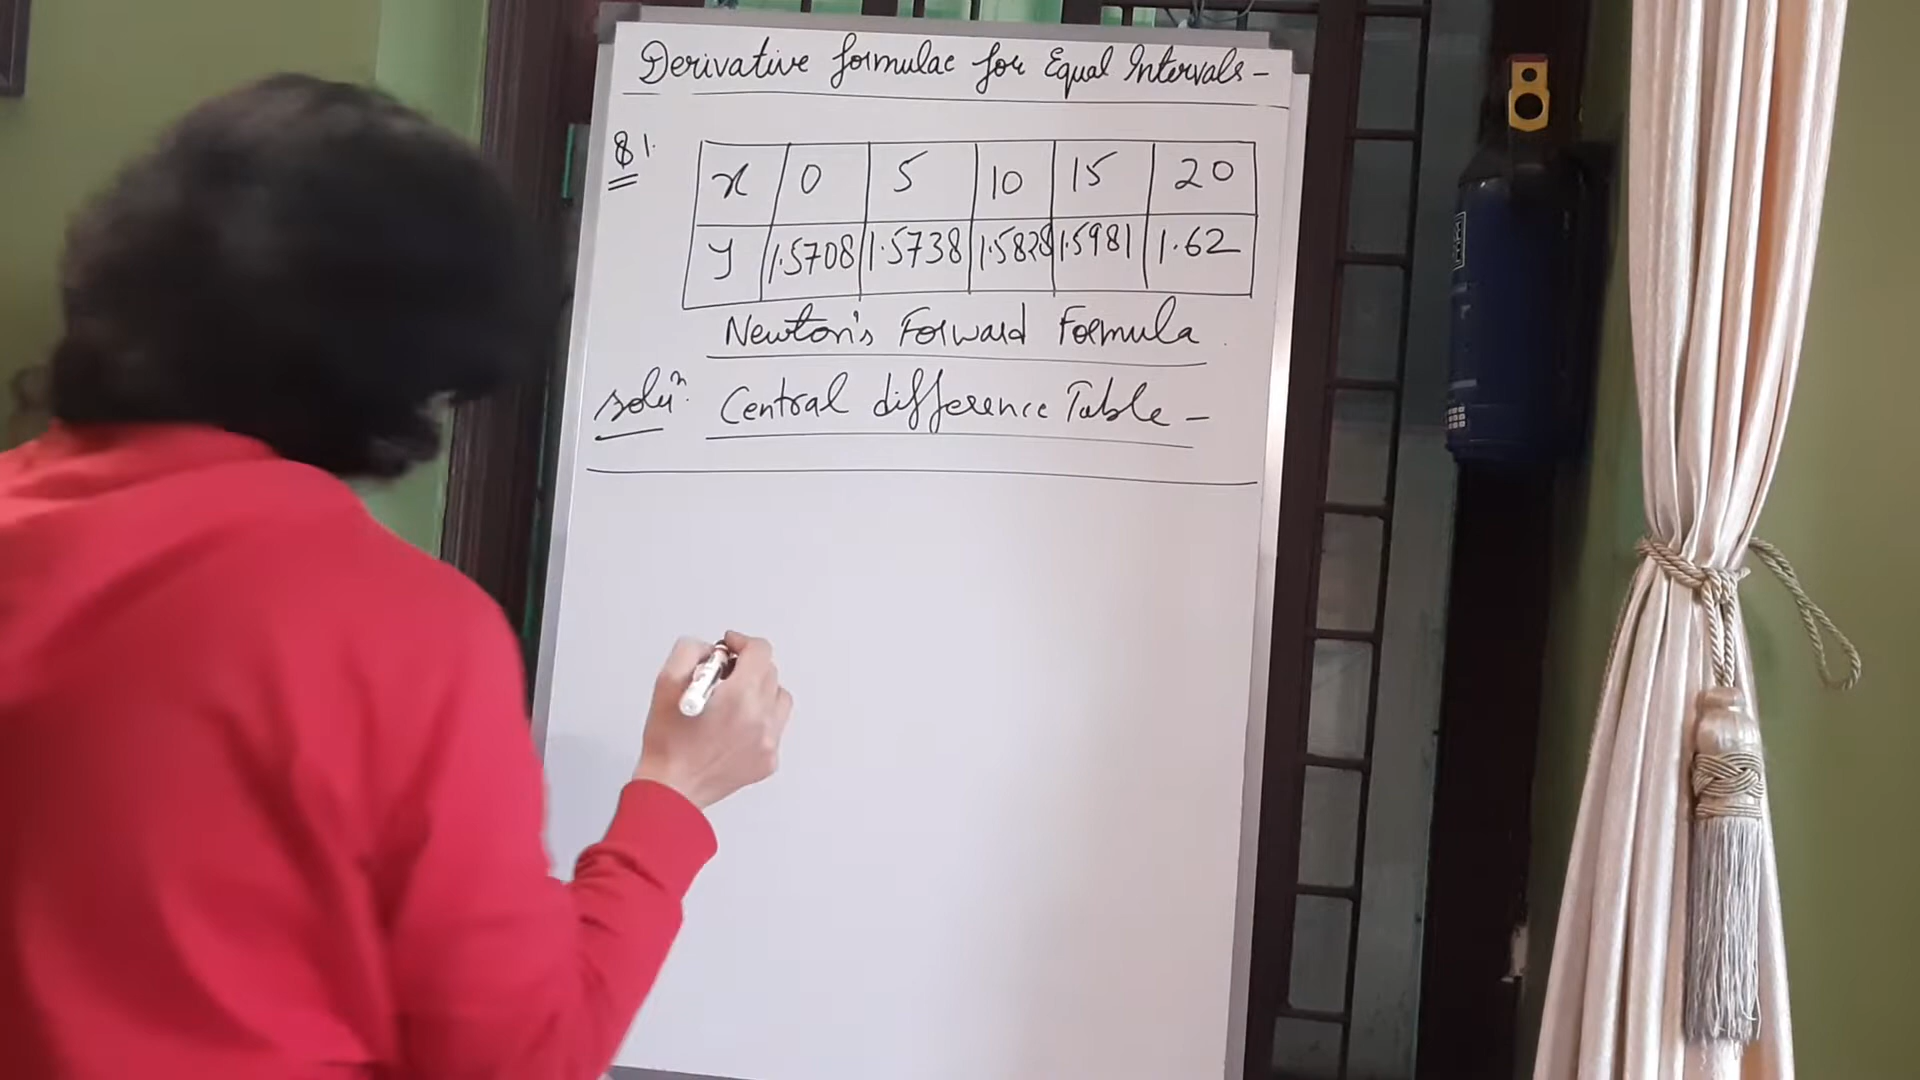 Derivative formulae for Equal Intervals -
Q1.
x 0 5 10 15 20
y 1.5708 1.5738 1.5828 1.5981 1.62
Newton's Forward Formula.
Soluⁿ. Central difference Table -